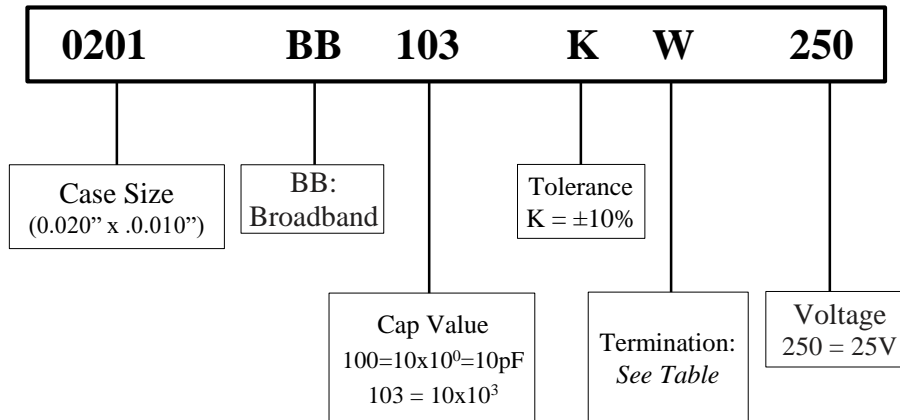 0201 BB 103 K W 250
Case Size
(0.020” x .0.010”)
BB:
Broadband
Tolerance
K = ±10%
Cap Value
100=10x10⁰=10pF
103 = 10x10³
Termination:
See Table
Voltage
250 = 25V